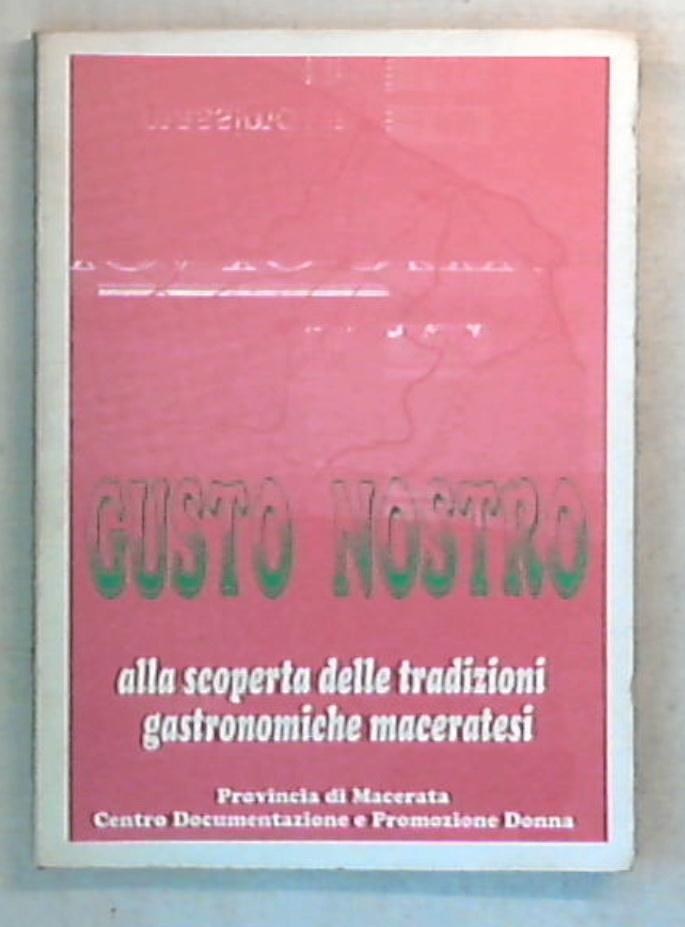 GUSTO NOSTRO
alla scoperta delle tradizioni
gastronomiche maceratesi
Provincia di Macerata
Centro Documentazione e Promozione Donna